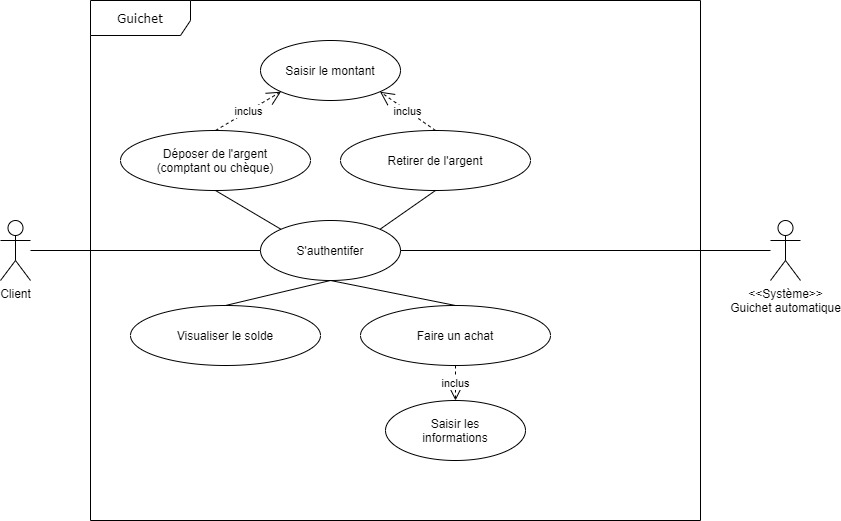 Guichet
Saisir le montant
inclus
inclus
Déposer de l'argent
(comptant ou chèque)
Retirer de l'argent
S'authentifer
Client
<<Système>>
Guichet automatique
Visualiser le solde
Faire un achat
inclus
Saisir les
informations